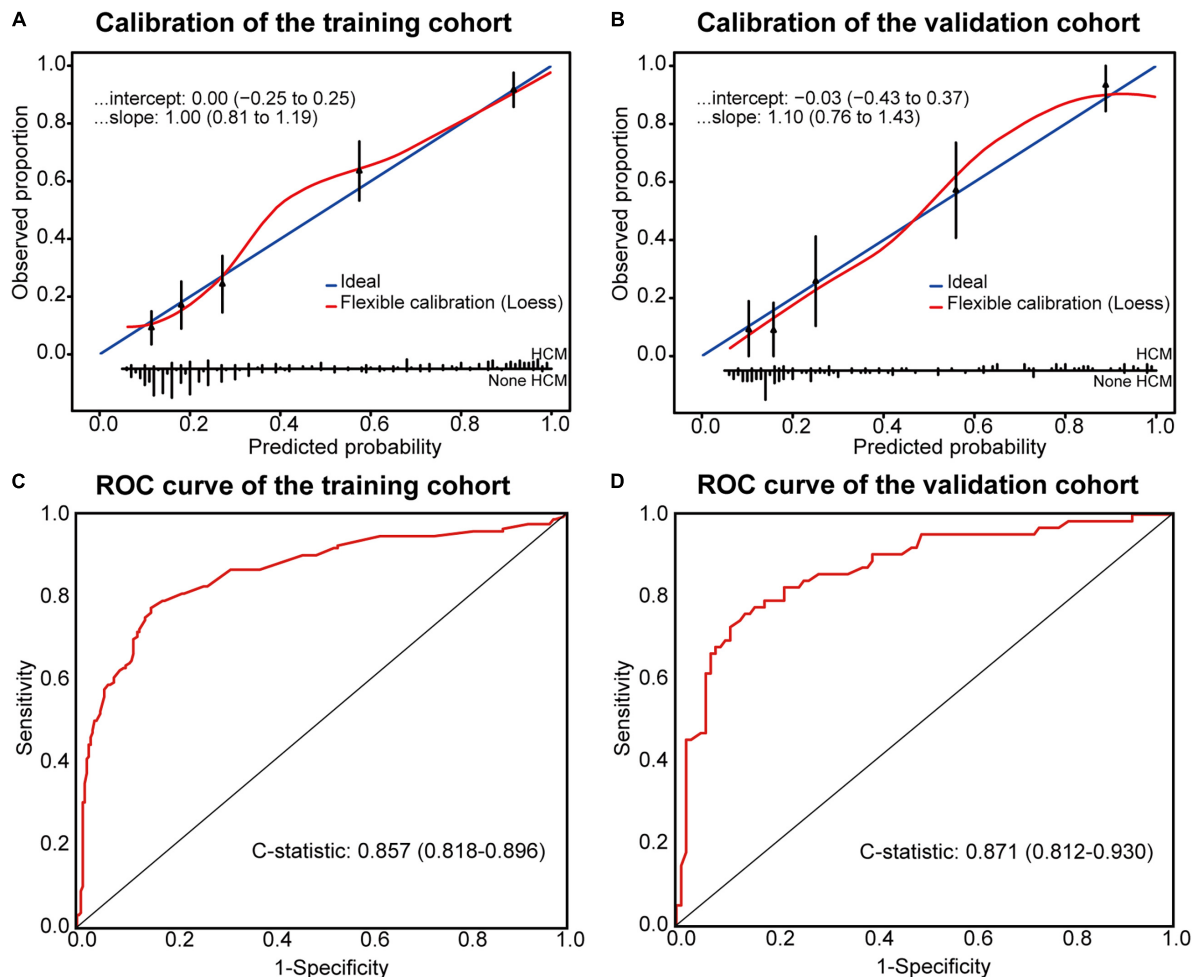 A
Calibration of the training cohort
1.0
0.8
0.6
0.4
0.2
0.0
Observed proportion
...intercept: 0.00 (−0.25 to 0.25)
...slope: 1.00 (0.81 to 1.19)
Ideal
Flexible calibration (Loess)
HCM
None HCM
0.0 0.2 0.4 0.6 0.8 1.0
Predicted probability
B
Calibration of the validation cohort
1.0
0.8
0.6
0.4
0.2
0.0
Observed proportion
...intercept: −0.03 (−0.43 to 0.37)
...slope: 1.10 (0.76 to 1.43)
Ideal
Flexible calibration (Loess)
HCM
None HCM
0.0 0.2 0.4 0.6 0.8 1.0
Predicted probability
C
ROC curve of the training cohort
1.0
0.8
0.6
0.4
0.2
0.0
Sensitivity
C-statistic: 0.857 (0.818-0.896)
0.0 0.2 0.4 0.6 0.8 1.0
1-Specificity
D
ROC curve of the validation cohort
1.0
0.8
0.6
0.4
0.2
0.0
Sensitivity
C-statistic: 0.871 (0.812-0.930)
0.0 0.2 0.4 0.6 0.8 1.0
1-Specificity